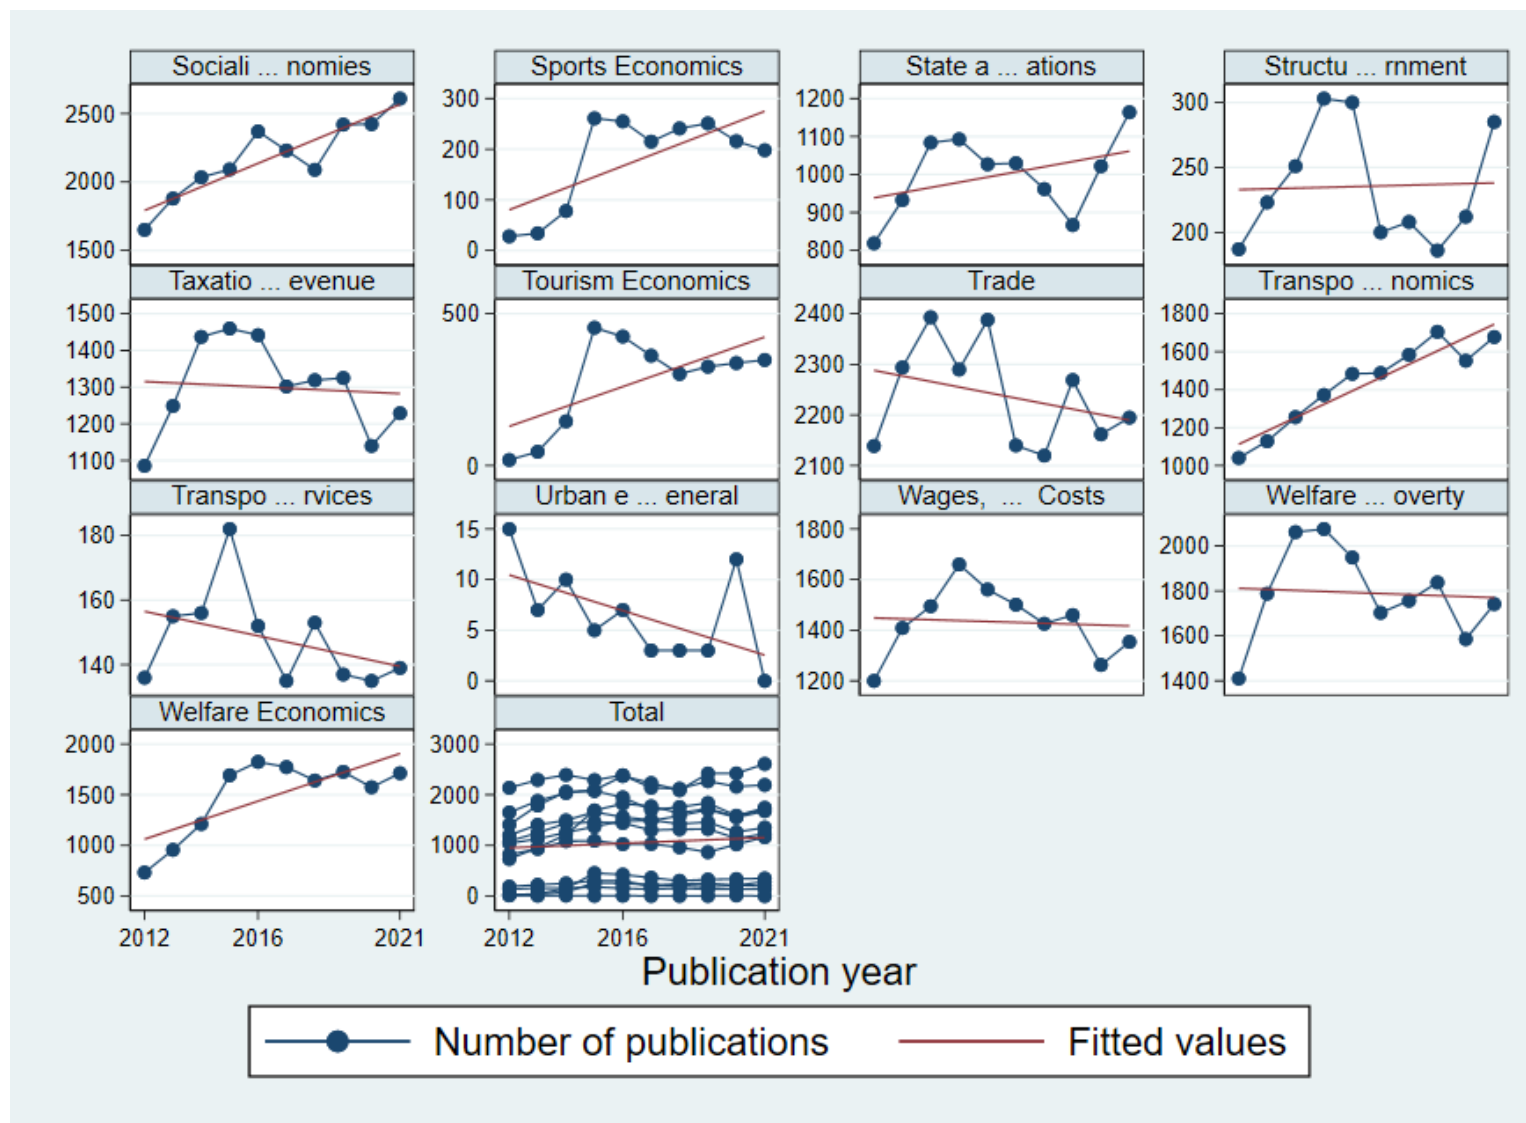 Sociali ... nomies
Sports Economics
State a ... ations
Structu ... rnment
2500
2000
1500
300
200
100
0
1200
1100
1000
900
800
300
250
200
Taxatio ... evenue
Tourism Economics
Trade
Transpo ... nomics
1500
1400
1300
1200
1100
500
0
2400
2300
2200
2100
1800
1600
1400
1200
1000
Transpo ... rvices
Urban e ... eneral
Wages, ... Costs
Welfare ... overty
180
160
140
15
10
5
0
1800
1600
1400
1200
2000
1800
1600
1400
Welfare Economics
Total
2000
1500
1000
500
3000
2000
1000
0
2012 2016 2021
2012 2016 2021
Publication year
Number of publications
Fitted values